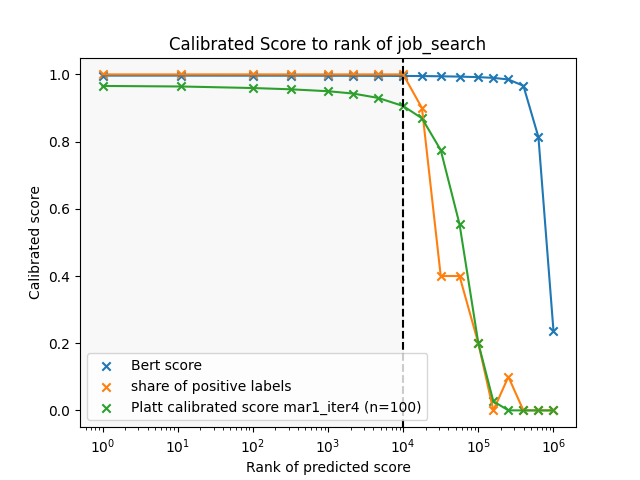 Calibrated Score to rank of job_search
Calibrated score
1.0
0.8
0.6
0.4
0.2
0.0
Bert score
share of positive labels
Platt calibrated score mar1_iter4 (n=100)
10⁰ 10¹ 10² 10³ 10⁴ 10⁵ 10⁶
Rank of predicted score